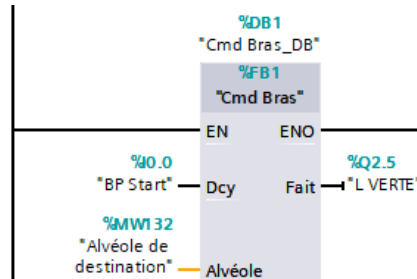 %DB1
"Cmd Bras_DB"
%FB1
"Cmd Bras"
EN ENO
%I0.0
"BP Start"
Dcy
Fait
%Q2.5
"L VERTE"
%MW132
"Alvéole de
destination"
Alvéole